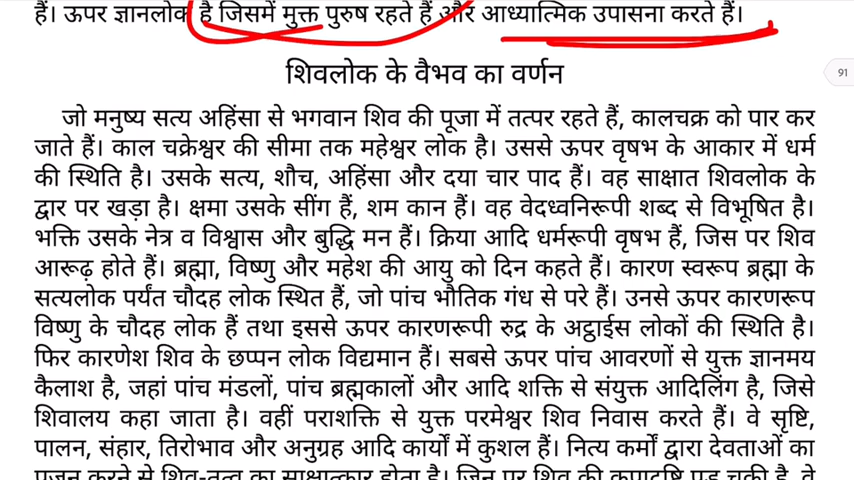 हैं। ऊपर ज्ञानलोक है जिसमें मुक्त पुरुष रहते हैं और आध्यात्मिक उपासना करते हैं।
शिवलोक के वैभव का वर्णन
91
जो मनुष्य सत्य अहिंसा से भगवान शिव की पूजा में तत्पर रहते हैं, कालचक्र को पार कर
जाते हैं। काल चक्रेश्वर की सीमा तक महेश्वर लोक है। उससे ऊपर वृषभ के आकार में धर्म
की स्थिति है। उसके सत्य, शौच, अहिंसा और दया चार पाद हैं। वह साक्षात शिवलोक के
द्वार पर खड़ा है। क्षमा उसके सींग हैं, शम कान हैं। वह वेदध्वनिरूपी शब्द से विभूषित है।
भक्ति उसके नेत्र व विश्वास और बुद्धि मन हैं। क्रिया आदि धर्मरूपी वृषभ हैं, जिस पर शिव
आरूढ़ होते हैं। ब्रह्मा, विष्णु और महेश की आयु को दिन कहते हैं। कारण स्वरूप ब्रह्मा के
सत्यलोक पर्यंत चौदह लोक स्थित हैं, जो पांच भौतिक गंध से परे हैं। उनसे ऊपर कारणरूप
विष्णु के चौदह लोक हैं तथा इससे ऊपर कारणरूपी रुद्र के अट्ठाईस लोकों की स्थिति है।
फिर कारणेश शिव के छप्पन लोक विद्यमान हैं। सबसे ऊपर पांच आवरणों से युक्त ज्ञानमय
कैलाश है, जहां पांच मंडलों, पांच ब्रह्मकालों और आदि शक्ति से संयुक्त आदिलिंग है, जिसे
शिवालय कहा जाता है। वहीं पराशक्ति से युक्त परमेश्वर शिव निवास करते हैं। वे सृष्टि,
पालन, संहार, तिरोभाव और अनुग्रह आदि कार्यों में कुशल हैं। नित्य कर्मों द्वारा देवताओं का
पूजन करने से शिव-तत्व का साक्षात्कार होता है। जिन पर शिव की कृपादृष्टि पड़ चुकी है, वे